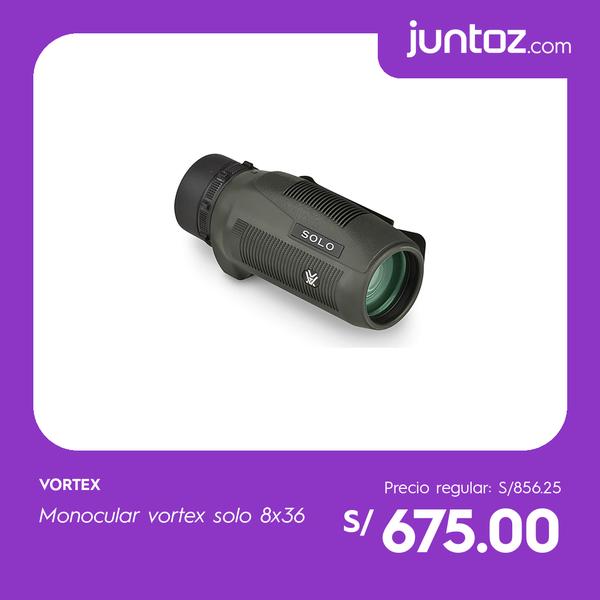 juntoz.com
SOLO
VORTEX
Monocular vortex solo 8x36
Precio regular: S/856.25
S/ 675.00